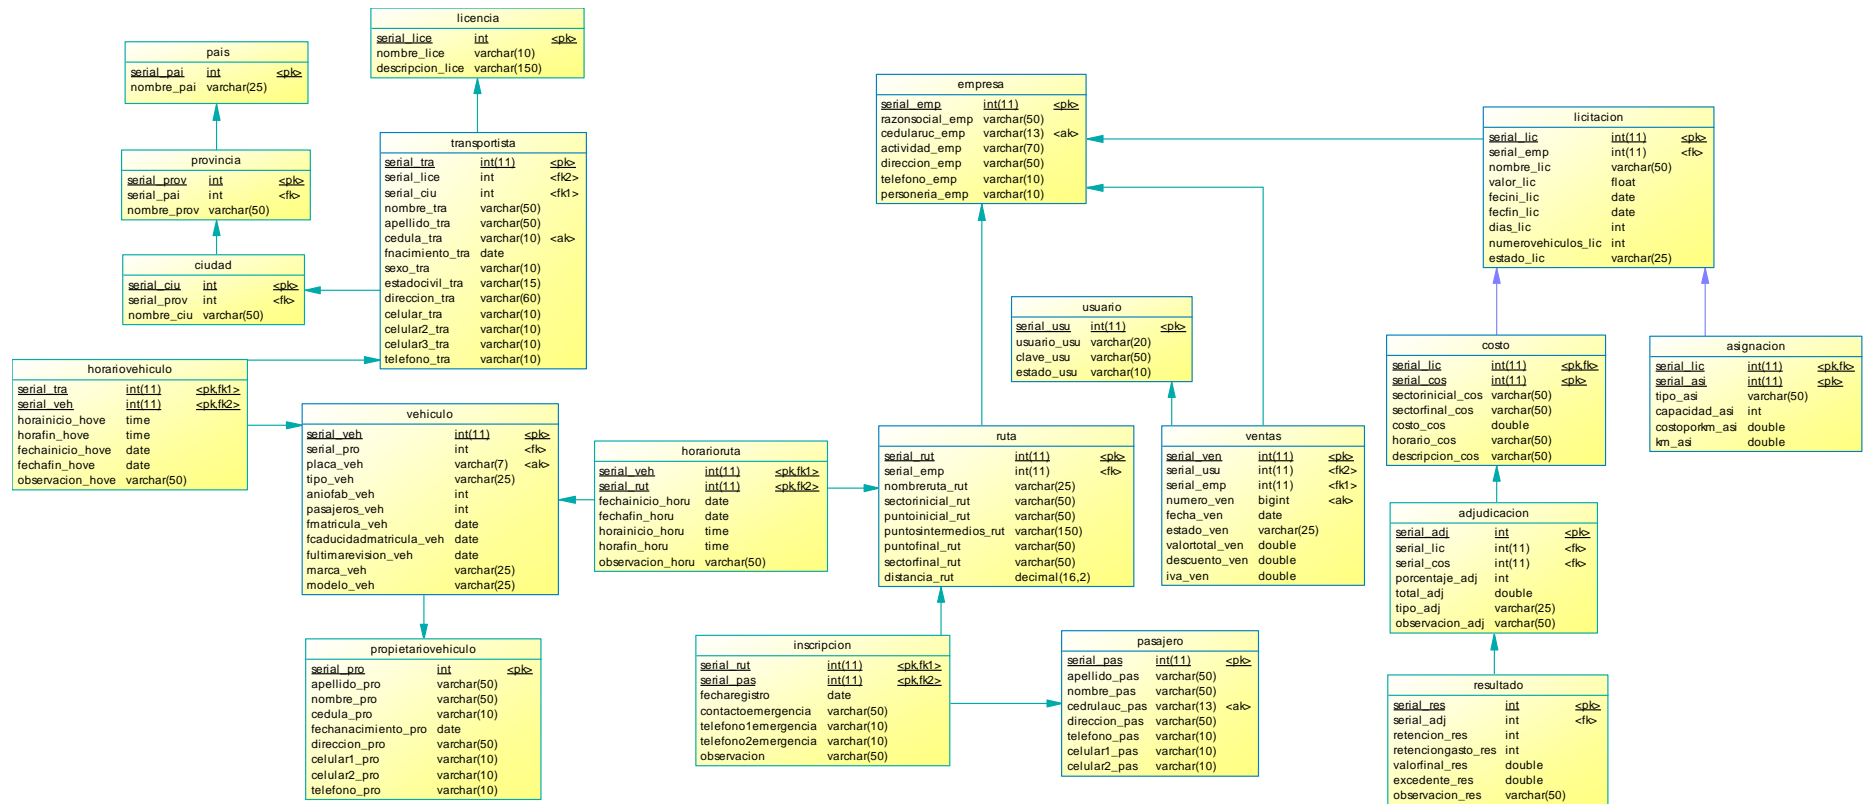 licencia
serial_lice int <pk>
nombre_lice varchar(10)
descripcion_lice varchar(150)
pais
serial_pai int <pk>
nombre_pai varchar(25)
provincia
serial_prov int <pk>
serial_pai int <fk>
nombre_prov varchar(50)
ciudad
serial_ciu int <pk>
serial_prov int <fk>
nombre_ciu varchar(50)
transportista
serial_tra int(11) <pk>
serial_lice int <fk2>
serial_ciu int <fk1>
nombre_tra varchar(50)
apellido_tra varchar(50)
cedula_tra varchar(10) <ak>
fnacimiento_tra date
sexo_tra varchar(10)
estadocivil_tra varchar(15)
direccion_tra varchar(60)
celular_tra varchar(10)
celular2_tra varchar(10)
celular3_tra varchar(10)
telefono_tra varchar(10)
horariovehiculo
serial_tra int(11) <pk,fk1>
serial_veh int(11) <pk,fk2>
horainicio_hove time
horafin_hove time
fechainicio_hove date
fechafin_hove date
observacion_hove varchar(50)
vehiculo
serial_veh int(11) <pk>
serial_pro int <fk>
placa_veh varchar(7) <ak>
tipo_veh varchar(25)
aniofab_veh int
pasajeros_veh int
fmatricula_veh date
fcaducidadmatricula_veh date
fultimarevision_veh date
marca_veh varchar(25)
modelo_veh varchar(25)
propietariovehiculo
serial_pro int <pk>
apellido_pro varchar(50)
nombre_pro varchar(50)
cedula_pro varchar(10)
fechanacimiento_pro date
direccion_pro varchar(50)
celular1_pro varchar(10)
celular2_pro varchar(10)
telefono_pro varchar(10)
horarioruta
serial_veh int(11) <pk,fk1>
serial_rut int(11) <pk,fk2>
fechainicio_horu date
fechafin_horu date
horainicio_horu time
horafin_horu time
observacion_horu varchar(50)
empresa
serial_emp int(11) <pk>
razonsocial_emp varchar(50)
cedularuc_emp varchar(13) <ak>
actividad_emp varchar(70)
direccion_emp varchar(50)
telefono_emp varchar(10)
personeria_emp varchar(10)
usuario
serial_usu int(11) <pk>
usuario_usu varchar(20)
clave_usu varchar(50)
estado_usu varchar(10)
ruta
serial_rut int(11) <pk>
serial_emp int(11) <fk>
nombreruta_rut varchar(25)
sectorinicial_rut varchar(50)
puntoinicial_rut varchar(50)
puntosintermedios_rut varchar(150)
puntofinal_rut varchar(50)
sectorfinal_rut varchar(50)
distancia_rut decimal(16,2)
ventas
serial_ven int(11) <pk>
serial_usu int(11) <fk2>
serial_emp int(11) <fk1>
numero_ven bigint <ak>
fecha_ven date
estado_ven varchar(25)
valortotal_ven double
descuento_ven double
iva_ven double
inscripcion
serial_rut int(11) <pk,fk1>
serial_pas int(11) <pk,fk2>
fecharegistro date
contactoemergencia varchar(50)
telefono1emergencia varchar(10)
telefono2emergencia varchar(10)
observacion varchar(50)
pasajero
serial_pas int(11) <pk>
apellido_pas varchar(50)
nombre_pas varchar(50)
cedrulauc_pas varchar(13) <ak>
direccion_pas varchar(50)
telefono_pas varchar(10)
celular1_pas varchar(10)
celular2_pas varchar(10)
licitacion
serial_lic int(11) <pk>
serial_emp int(11) <fk>
nombre_lic varchar(50)
valor_lic float
fecini_lic date
fecfin_lic date
dias_lic int
numerovehiculos_lic int
estado_lic varchar(25)
costo
serial_lic int(11) <pk,fk>
serial_cos int(11) <pk>
sectorinicial_cos varchar(50)
sectorfinal_cos varchar(50)
costo_cos double
horario_cos varchar(50)
descripcion_cos varchar(50)
asignacion
serial_lic int(11) <pk,fk>
serial_asi int(11) <pk>
tipo_asi varchar(50)
capacidad_asi int
costoporkm_asi double
km_asi double
adjudicacion
serial_adj int <pk>
serial_lic int(11) <fk>
serial_cos int(11) <fk>
porcentaje_adj int
total_adj double
tipo_adj varchar(25)
observacion_adj varchar(50)
resultado
serial_res int <pk>
serial_adj int <fk>
retencion_res int
retenciongasto_res int
valorfinal_res double
excedente_res double
observacion_res varchar(50)